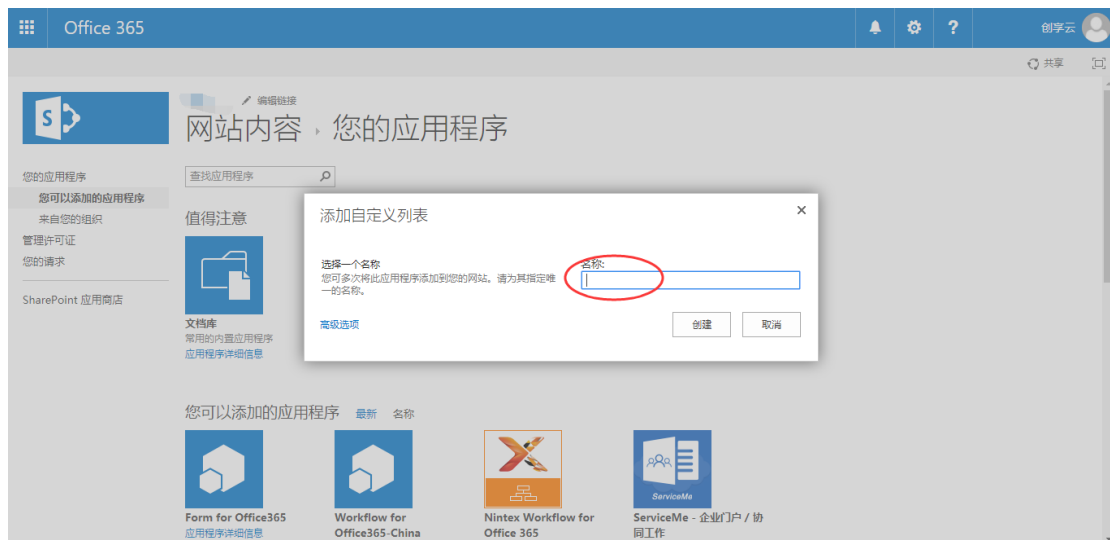 Office 365
?
创孚云
共享
S
编辑链接
网站内容 › 您的应用程序
您的应用程序
您可以添加的应用程序
来自您的组织
管理许可证
您的请求
SharePoint 应用商店
查找应用程序
值得注意
文档库
常用的内置应用程序
应用程序详细信息
添加自定义列表
选择一个名称
您可多次将此应用程序添加到您的网站。请为其指定唯
一的名称。
名称:
高级选项
创建
取消
您可以添加的应用程序 最新 名称
Form for Office365
应用程序详细信息
Workflow for
Office365-China
Nintex Workflow for
Office 365
ServiceMe
ServiceMe - 企业门户 / 协
同工作